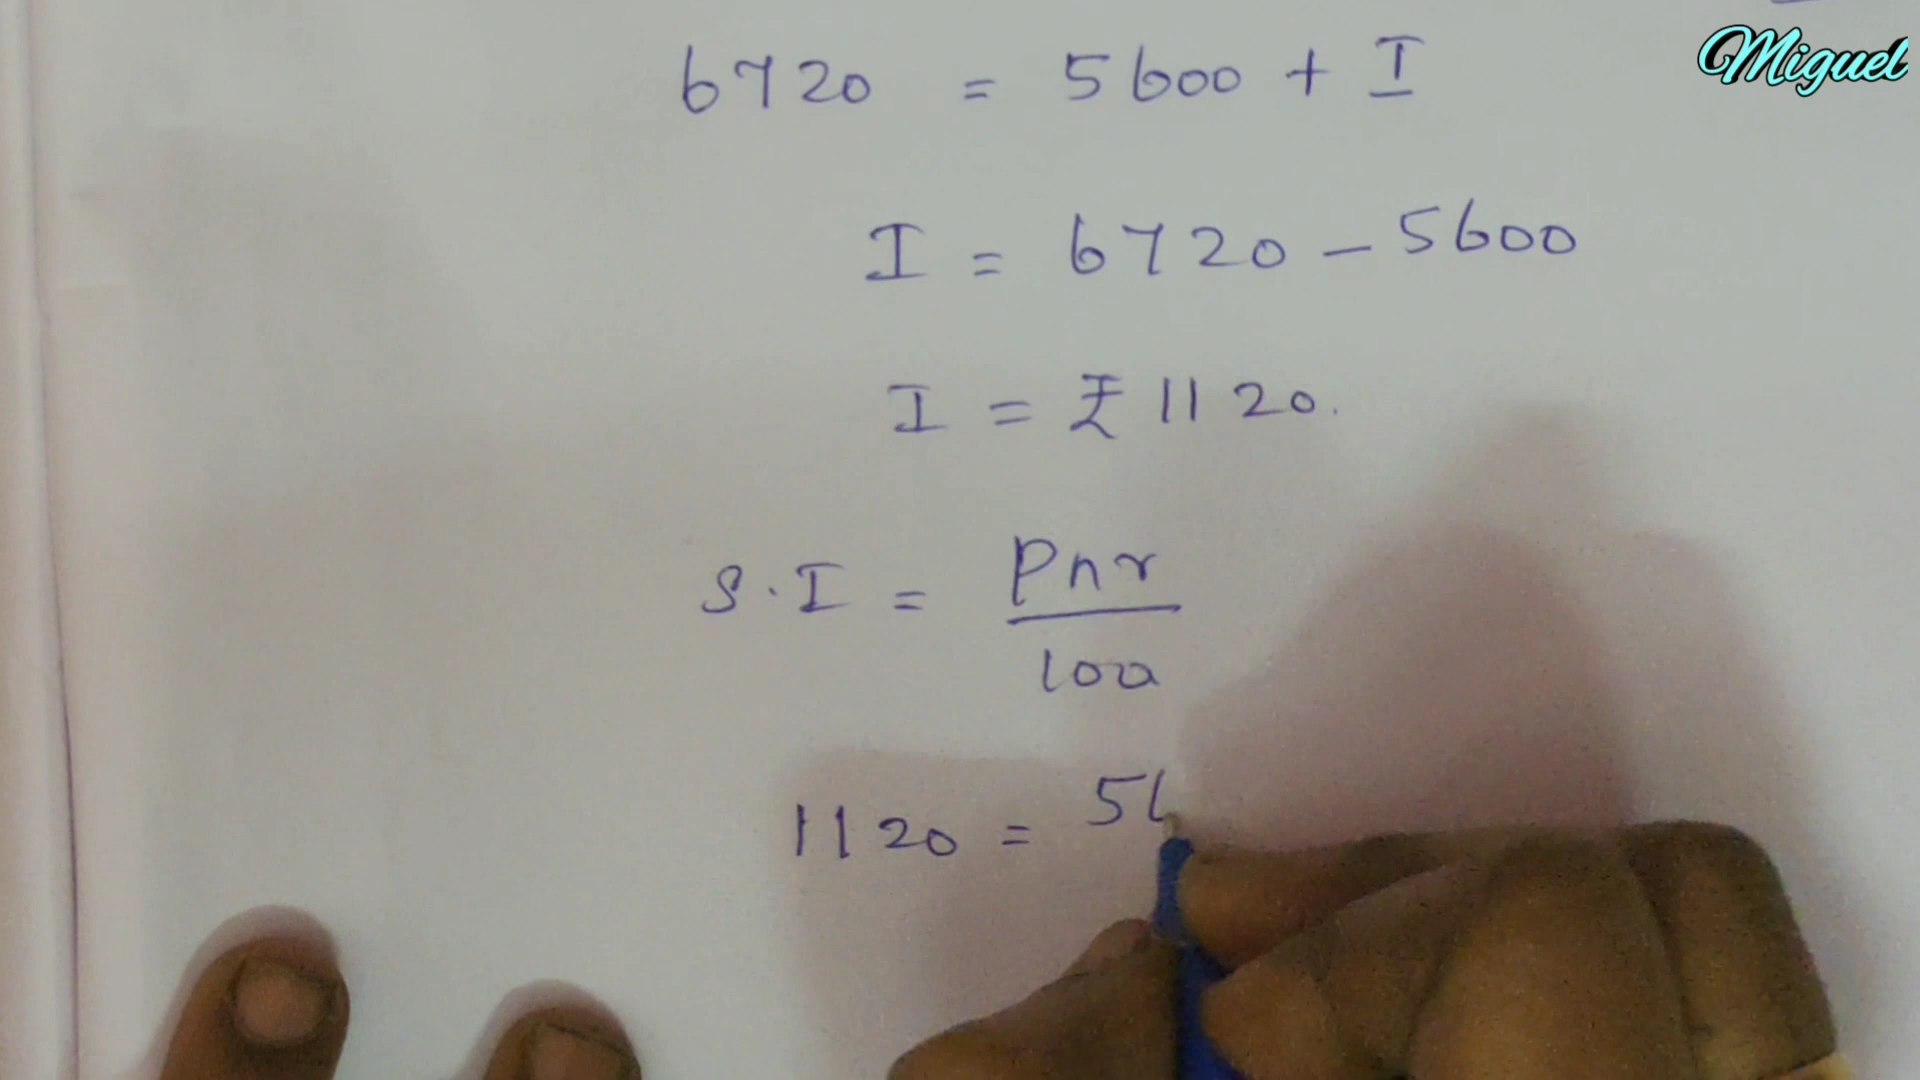 Miguel
6720 = 5600 + I
I = 6720 - 5600
I = ₹ 1120.
S.I = Pnr
100
1120 = 56